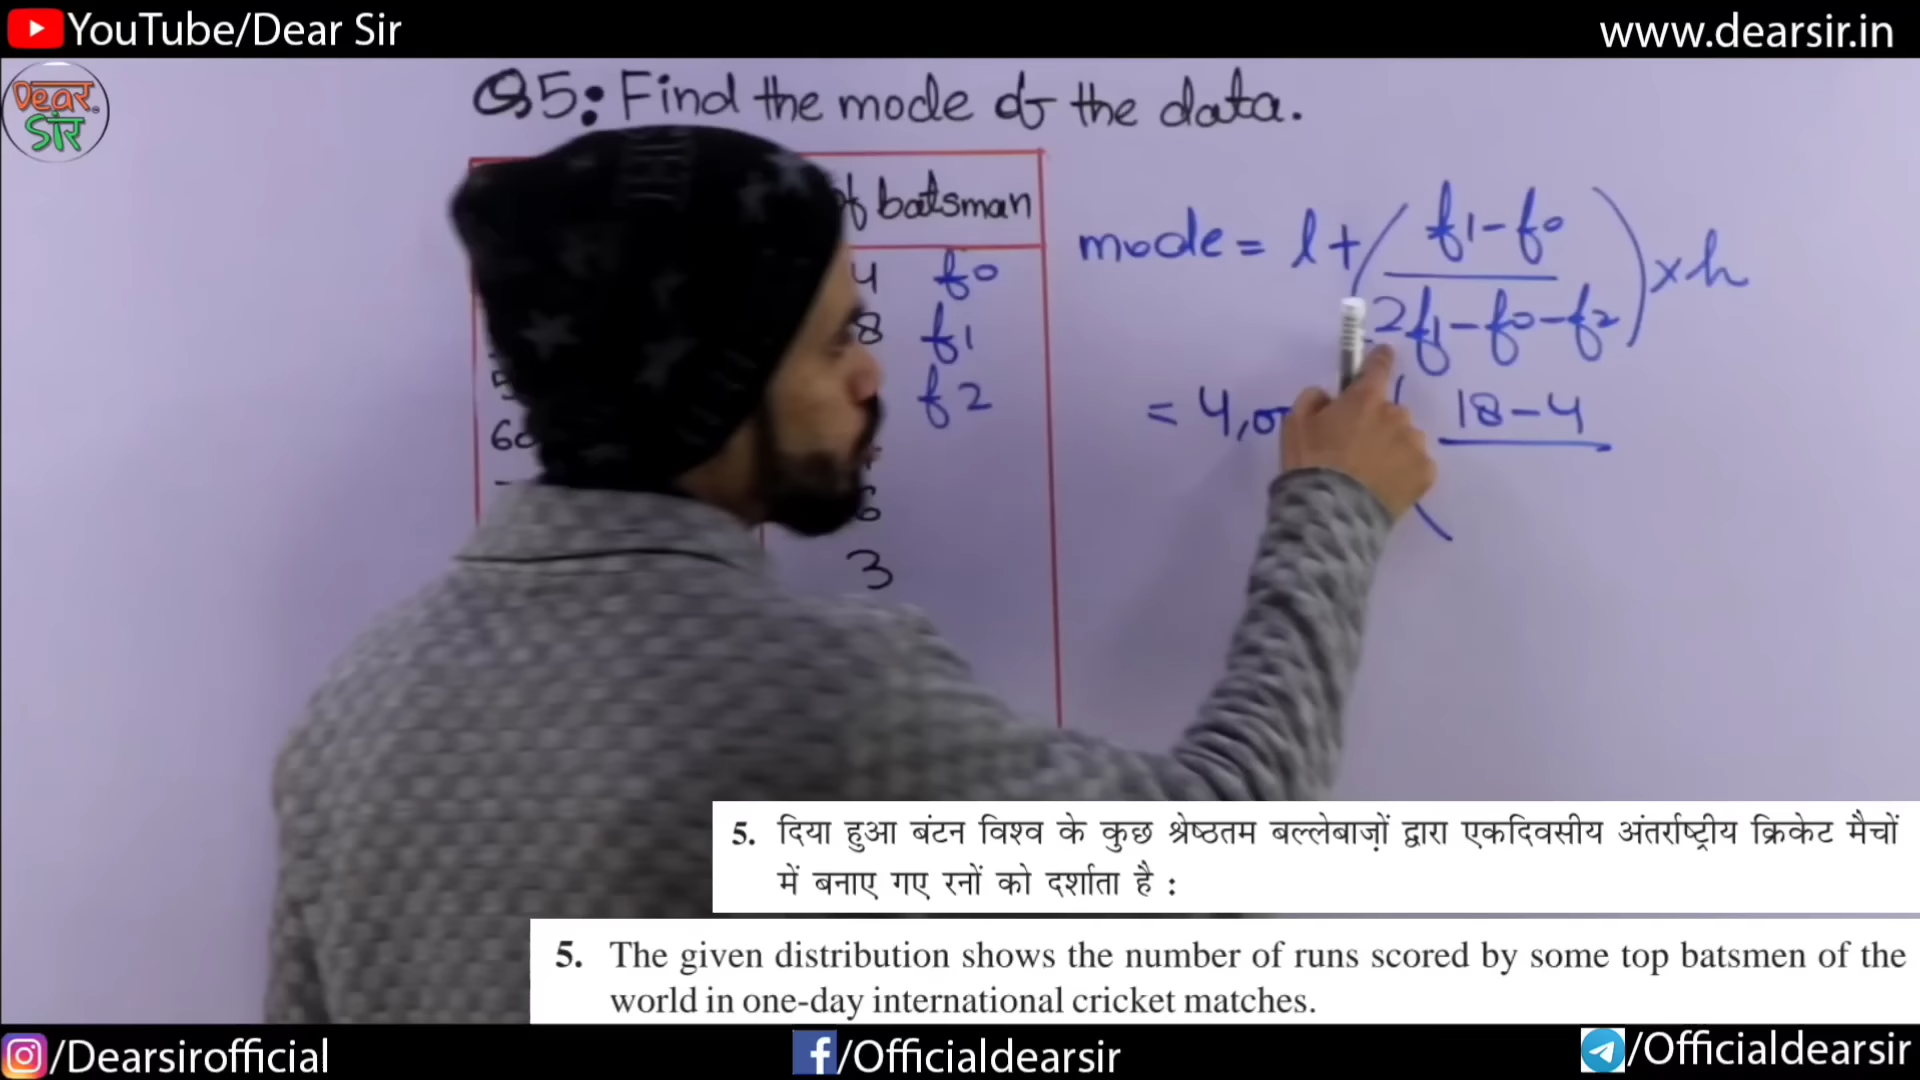 YouTube/Dear Sir
www.dearsir.in
Dear
सर
Q5: Find the mode of the data.
of batsman
4 f0
8 f1
f2
60
6
3
mode = l + ( f1 - f0 / 2f1 - f0 - f2 ) × h
= 4,0 ( 18 - 4
5. दिया हुआ बंटन विश्व के कुछ श्रेष्ठतम बल्लेबाज़ों द्वारा एकदिवसीय अंतर्राष्ट्रीय क्रिकेट मैचों
में बनाए गए रनों को दर्शाता है :
5. The given distribution shows the number of runs scored by some top batsmen of the
world in one-day international cricket matches.
/Dearsirofficial
/Officialdearsir
/Officialdearsir